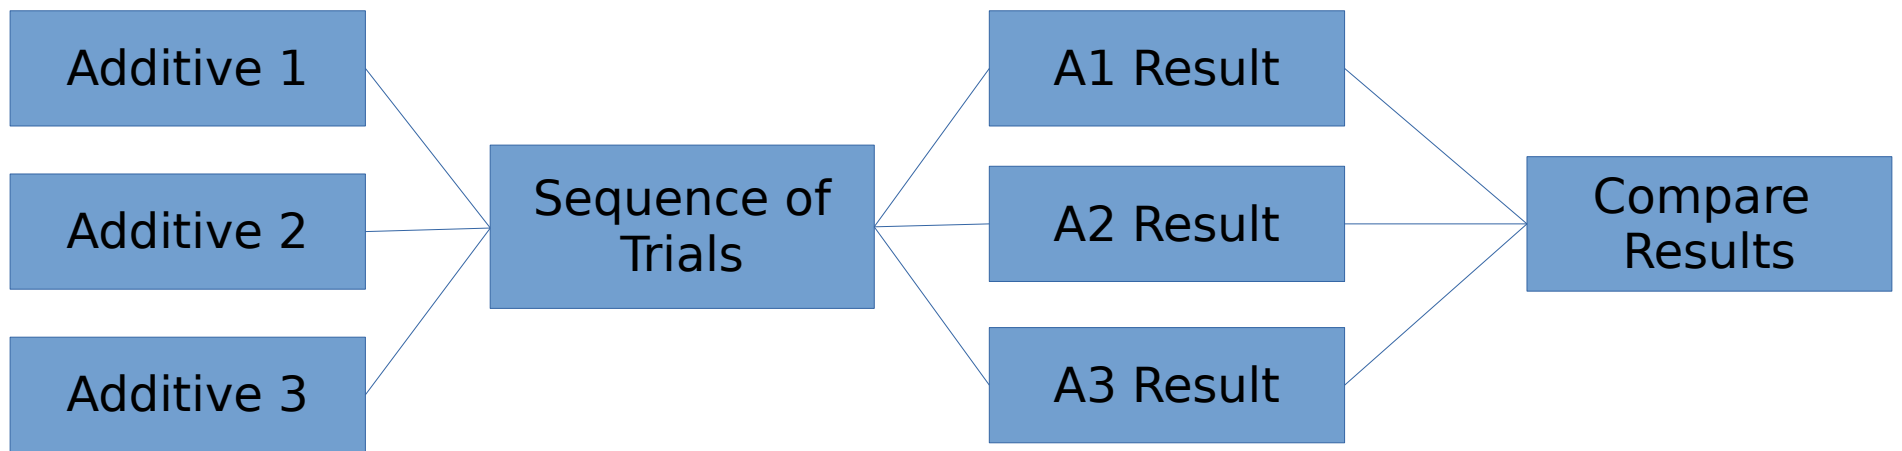 Additive 1
Additive 2
Additive 3
Sequence of
Trials
A1 Result
A2 Result
A3 Result
Compare
Results